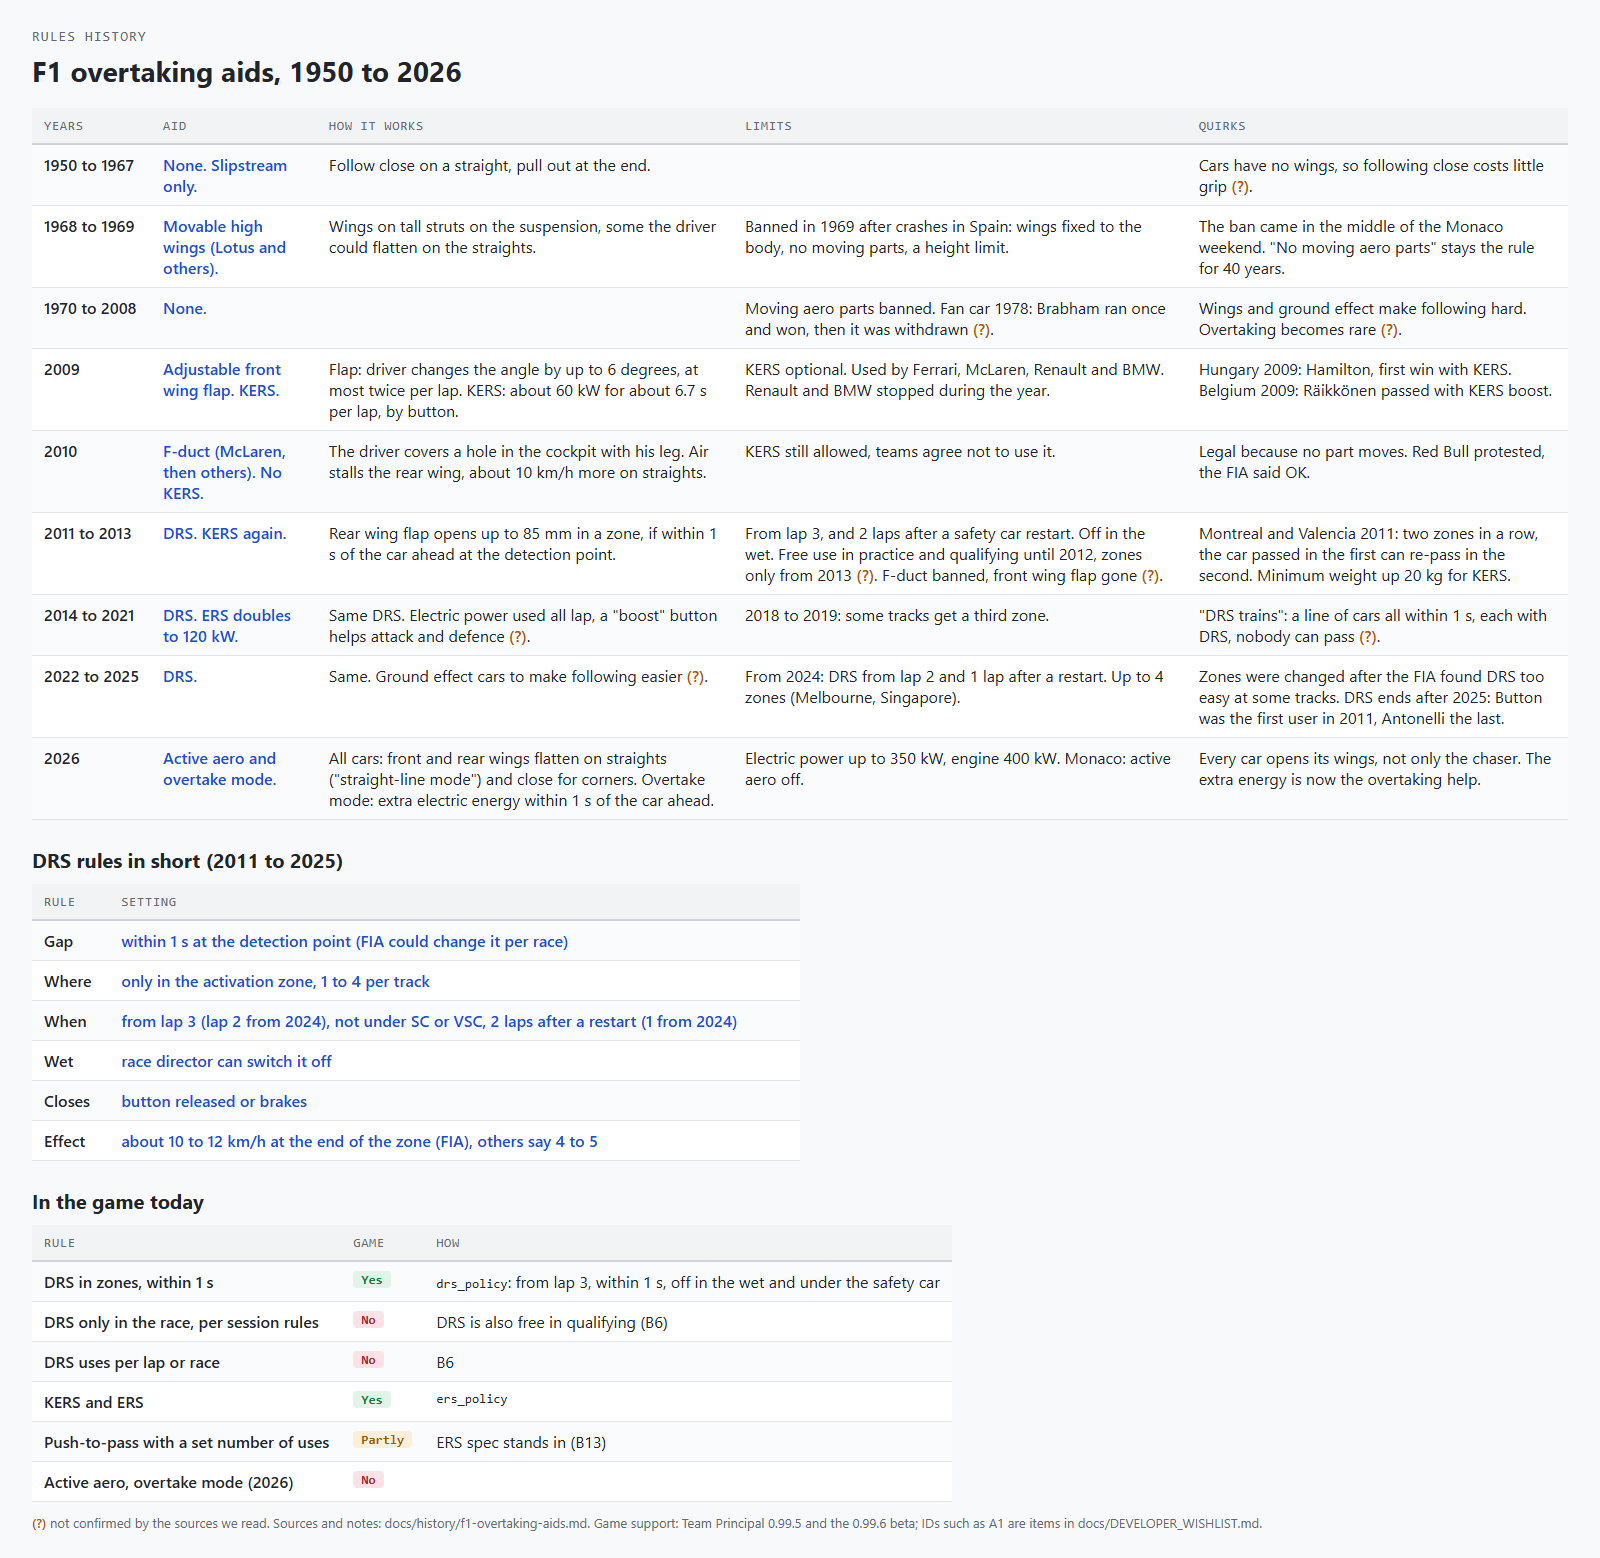 RULES HISTORY
F1 overtaking aids, 1950 to 2026
YEARS AID HOW IT WORKS LIMITS QUIRKS
1950 to 1967 None. Slipstream only. Follow close on a straight, pull out at the end. Cars have no wings, so following close costs little grip (?).
1968 to 1969 Movable high wings (Lotus and others). Wings on tall struts on the suspension, some the driver could flatten on the straights. Banned in 1969 after crashes in Spain: wings fixed to the body, no moving parts, a height limit. The ban came in the middle of the Monaco weekend. "No moving aero parts" stays the rule for 40 years.
1970 to 2008 None. Moving aero parts banned. Fan car 1978: Brabham ran once and won, then it was withdrawn (?). Wings and ground effect make following hard. Overtaking becomes rare (?).
2009 Adjustable front wing flap. KERS. Flap: driver changes the angle by up to 6 degrees, at most twice per lap. KERS: about 60 kW for about 6.7 s per lap, by button. KERS optional. Used by Ferrari, McLaren, Renault and BMW. Renault and BMW stopped during the year. Hungary 2009: Hamilton, first win with KERS. Belgium 2009: Räikkönen passed with KERS boost.
2010 F-duct (McLaren, then others). No KERS. The driver covers a hole in the cockpit with his leg. Air stalls the rear wing, about 10 km/h more on straights. KERS still allowed, teams agree not to use it. Legal because no part moves. Red Bull protested, the FIA said OK.
2011 to 2013 DRS. KERS again. Rear wing flap opens up to 85 mm in a zone, if within 1 s of the car ahead at the detection point. From lap 3, and 2 laps after a safety car restart. Off in the wet. Free use in practice and qualifying until 2012, zones only from 2013 (?). F-duct banned, front wing flap gone (?). Montreal and Valencia 2011: two zones in a row, the car passed in the first can re-pass in the second. Minimum weight up 20 kg for KERS.
2014 to 2021 DRS. ERS doubles to 120 kW. Same DRS. Electric power used all lap, a "boost" button helps attack and defence (?). 2018 to 2019: some tracks get a third zone. "DRS trains": a line of cars all within 1 s, each with DRS, nobody can pass (?).
2022 to 2025 DRS. Same. Ground effect cars to make following easier (?). From 2024: DRS from lap 2 and 1 lap after a restart. Up to 4 zones (Melbourne, Singapore). Zones were changed after the FIA found DRS too easy at some tracks. DRS ends after 2025: Button was the first user in 2011, Antonelli the last.
2026 Active aero and overtake mode. All cars: front and rear wings flatten on straights ("straight-line mode") and close for corners. Overtake mode: extra electric energy within 1 s of the car ahead. Electric power up to 350 kW, engine 400 kW. Monaco: active aero off. Every car opens its wings, not only the chaser. The extra energy is now the overtaking help.
DRS rules in short (2011 to 2025)
RULE SETTING
Gap within 1 s at the detection point (FIA could change it per race)
Where only in the activation zone, 1 to 4 per track
When from lap 3 (lap 2 from 2024), not under SC or VSC, 2 laps after a restart (1 from 2024)
Wet race director can switch it off
Closes button released or brakes
Effect about 10 to 12 km/h at the end of the zone (FIA), others say 4 to 5
In the game today
RULE GAME HOW
DRS in zones, within 1 s Yes drs_policy: from lap 3, within 1 s, off in the wet and under the safety car
DRS only in the race, per session rules No DRS is also free in qualifying (B6)
DRS uses per lap or race No B6
KERS and ERS Yes ers_policy
Push-to-pass with a set number of uses Partly ERS spec stands in (B13)
Active aero, overtake mode (2026) No
(?) not confirmed by the sources we read. Sources and notes: docs/history/f1-overtaking-aids.md. Game support: Team Principal 0.99.5 and the 0.99.6 beta; IDs such as A1 are items in docs/DEVELOPER_WISHLIST.md.